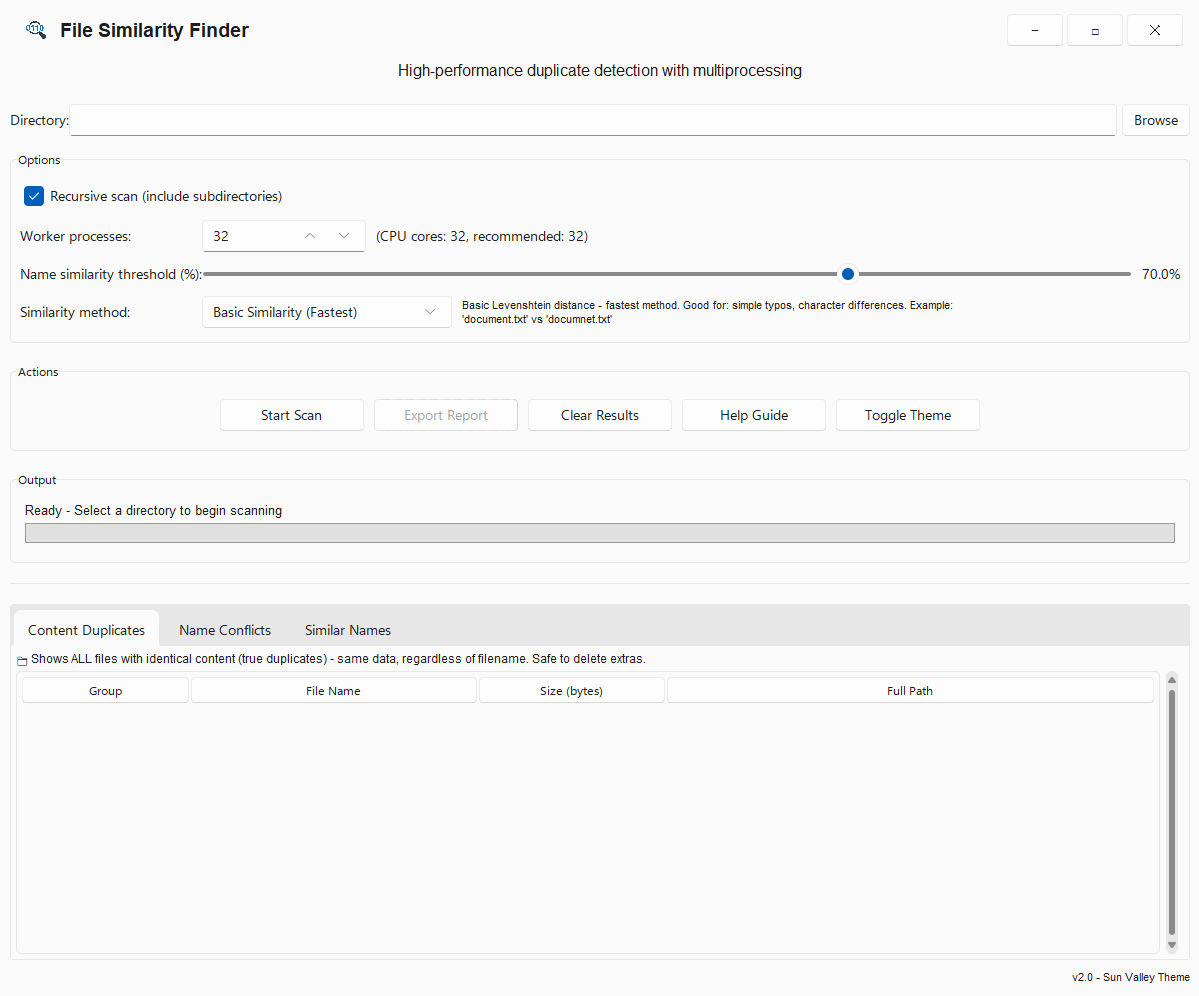 File Similarity Finder
High-performance duplicate detection with multiprocessing
Directory:
Browse
Options
Recursive scan (include subdirectories)
Worker processes:
32
(CPU cores: 32, recommended: 32)
Name similarity threshold (%):
70.0%
Similarity method:
Basic Similarity (Fastest)
Basic Levenshtein distance - fastest method. Good for: simple typos, character differences. Example:
'document.txt' vs 'documnet.txt'
Actions
Start Scan
Export Report
Clear Results
Help Guide
Toggle Theme
Output
Ready - Select a directory to begin scanning
Content Duplicates
Name Conflicts
Similar Names
Shows ALL files with identical content (true duplicates) - same data, regardless of filename. Safe to delete extras.
Group
File Name
Size (bytes)
Full Path
v2.0 - Sun Valley Theme